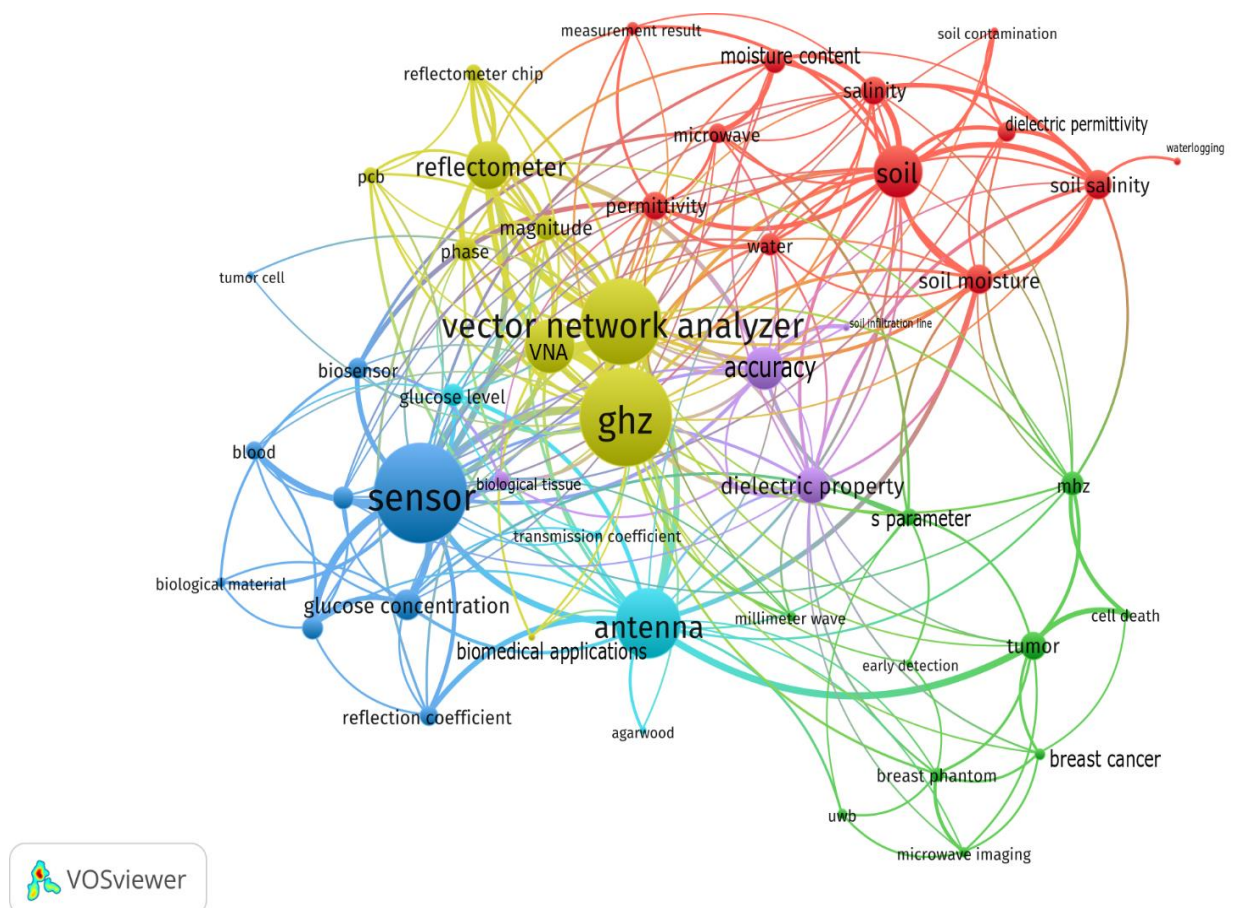 measurement result
soil contamination
moisture content
reflectometer chip
salinity
dielectric permittivity
microwave
waterlogging
reflectometer
soil
pcb
soil salinity
permittivity
magnitude
water
phase
tumor cell
soil moisture
vector network analyzer
soil infiltration line
VNA
accuracy
biosensor
glucose level
ghz
blood
sensor
biological tissue
dielectric property
mhz
s parameter
transmission coefficient
biological material
glucose concentration
antenna
millimeter wave
cell death
biomedical applications
tumor
early detection
reflection coefficient
agarwood
breast cancer
breast phantom
uwb
microwave imaging
VOSviewer